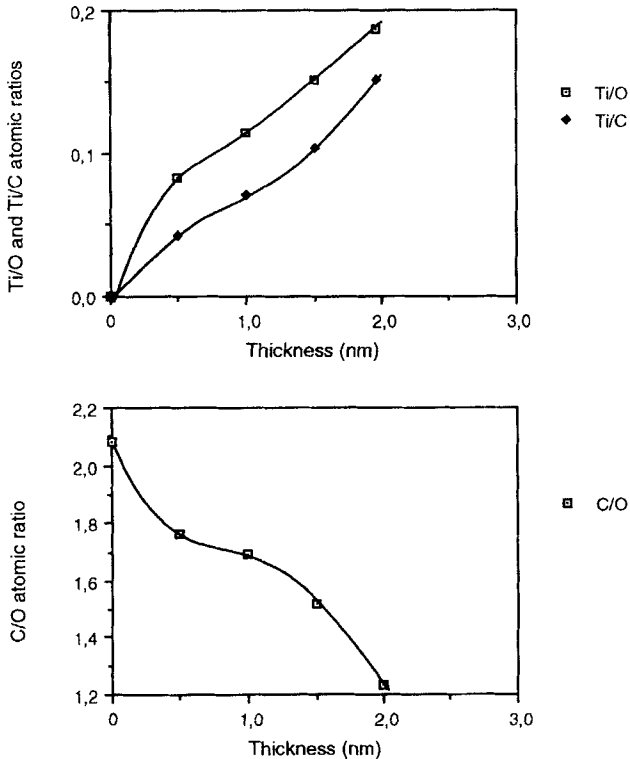 Ti/O and Ti/C atomic ratios
0,2
0,1
0,0
0
1,0
2,0
3,0
Thickness (nm)
Ti/O
Ti/C
C/O atomic ratio
2,2
2,0
1,8
1,6
1,4
1,2
0
1,0
2,0
3,0
Thickness (nm)
C/O